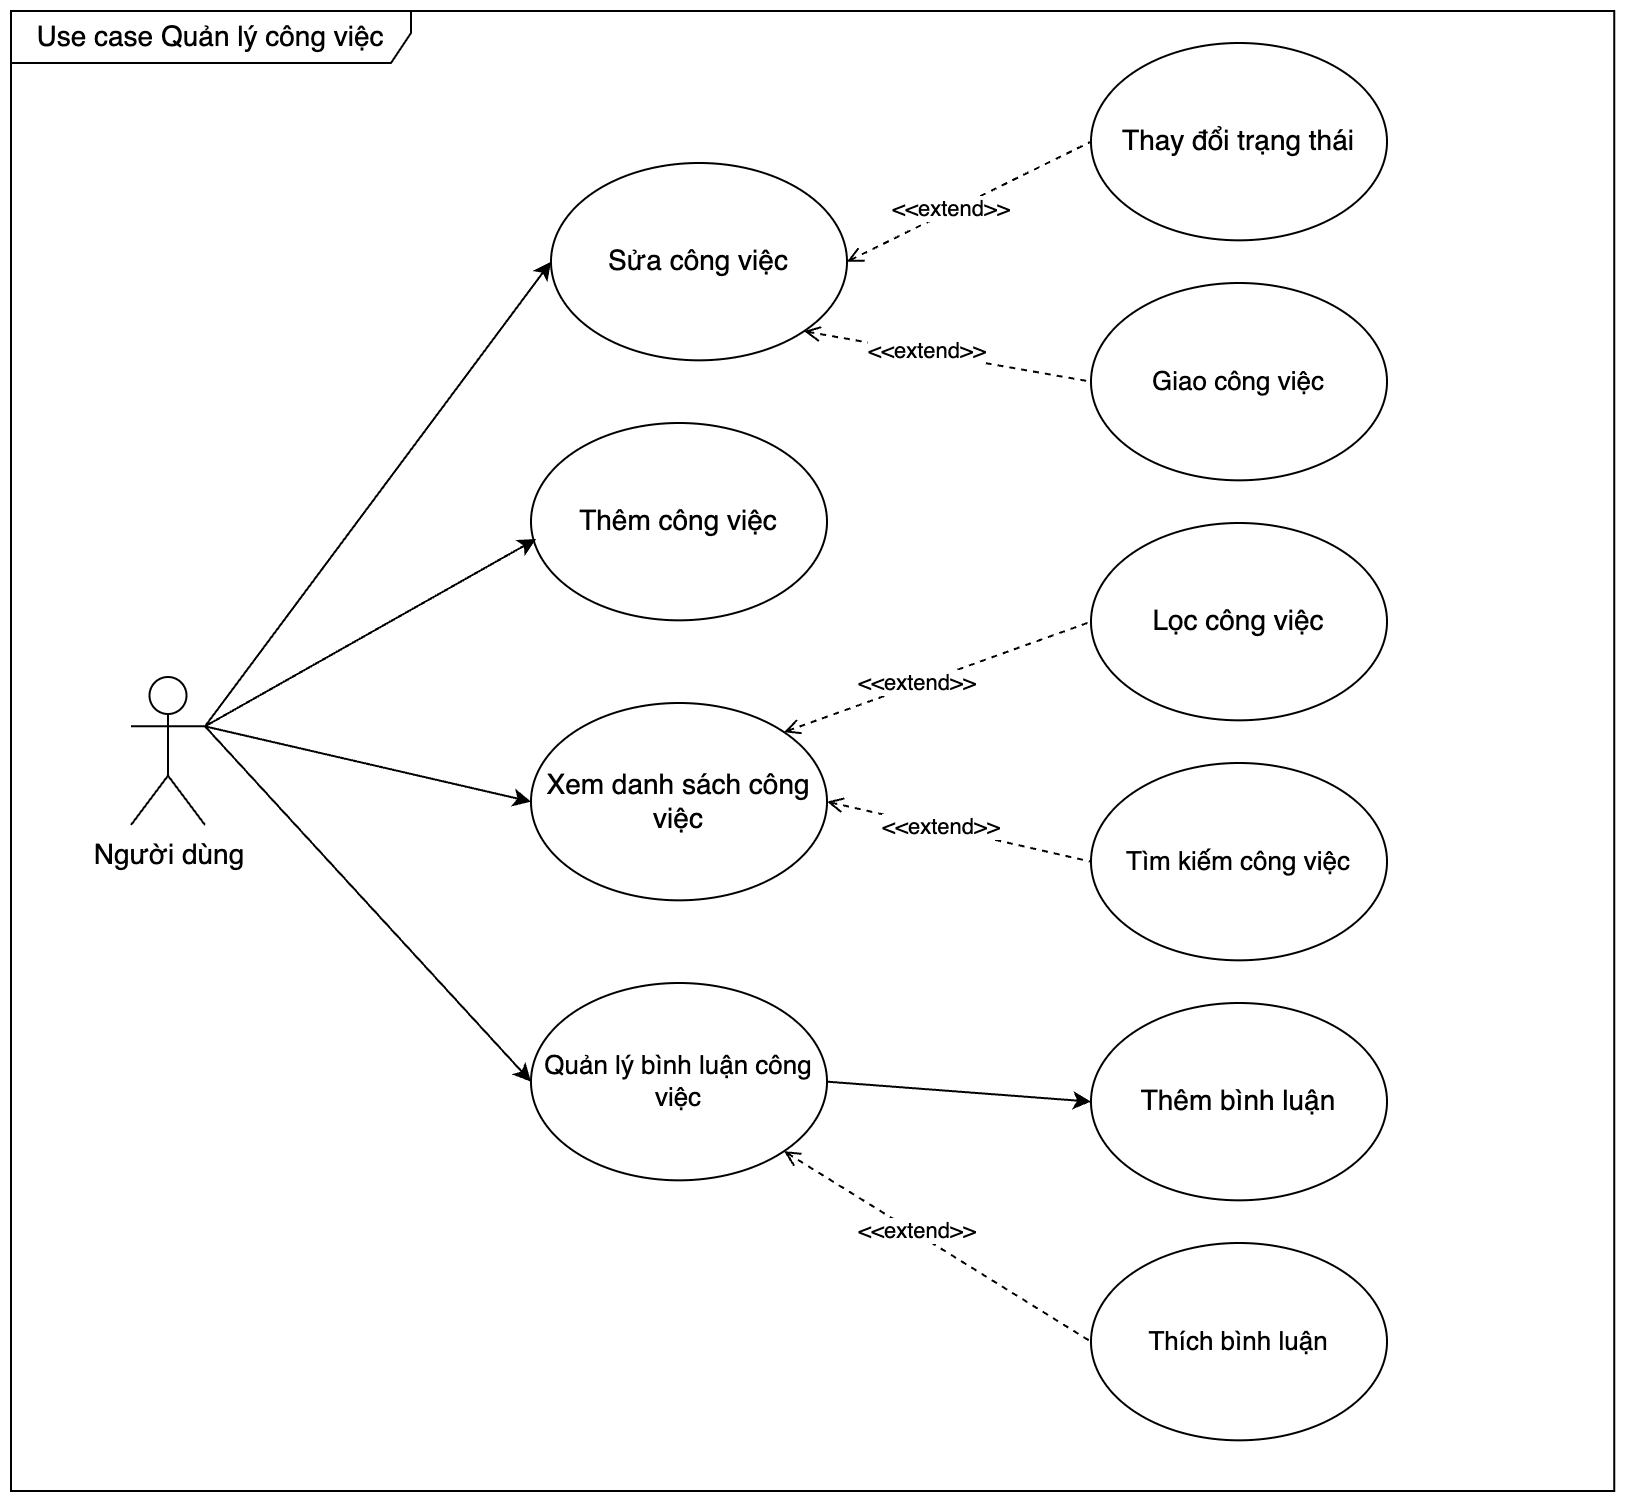 Use case Quản lý công việc
Thay đổi trạng thái
<<extend>>
Sửa công việc
<<extend>>
Giao công việc
Thêm công việc
Lọc công việc
<<extend>>
Xem danh sách công
việc
<<extend>>
Tìm kiếm công việc
Người dùng
Quản lý bình luận công
việc
Thêm bình luận
<<extend>>
Thích bình luận